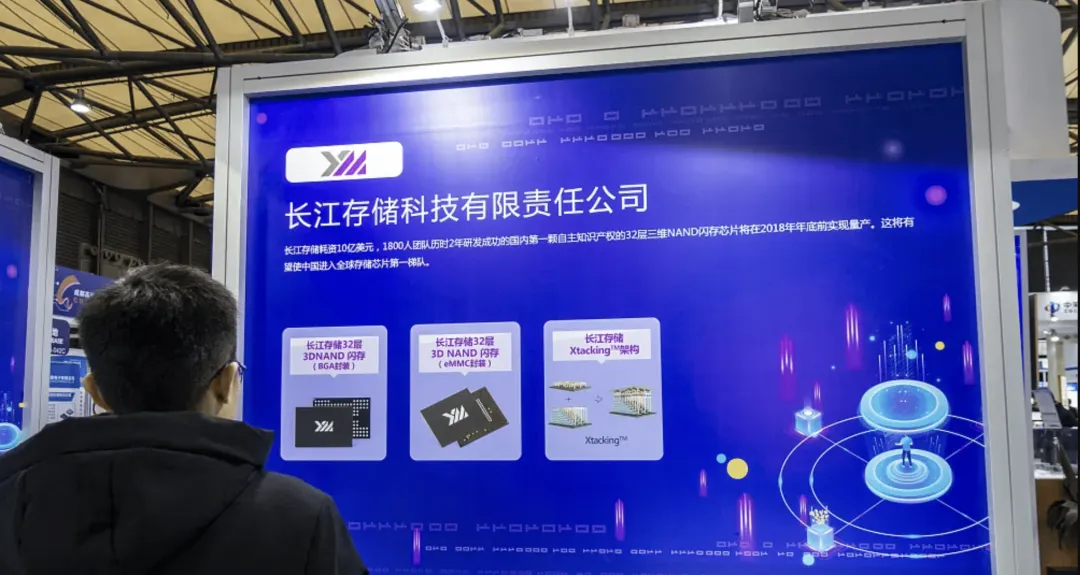 长江存储科技有限责任公司
长江存储耗资10亿美元，1800人团队历时2年研发成功的国内第一颗自主知识产权的32层三维NAND闪存芯片将在2018年年底前实现量产。这将有
望使中国进入全球存储芯片第一梯队。
长江存储32层
3DNAND 闪存
（BGA封装）
长江存储32层
3D NAND 闪存
（eMMC封装）
长江存储
Xtacking™架构
Xtacking™